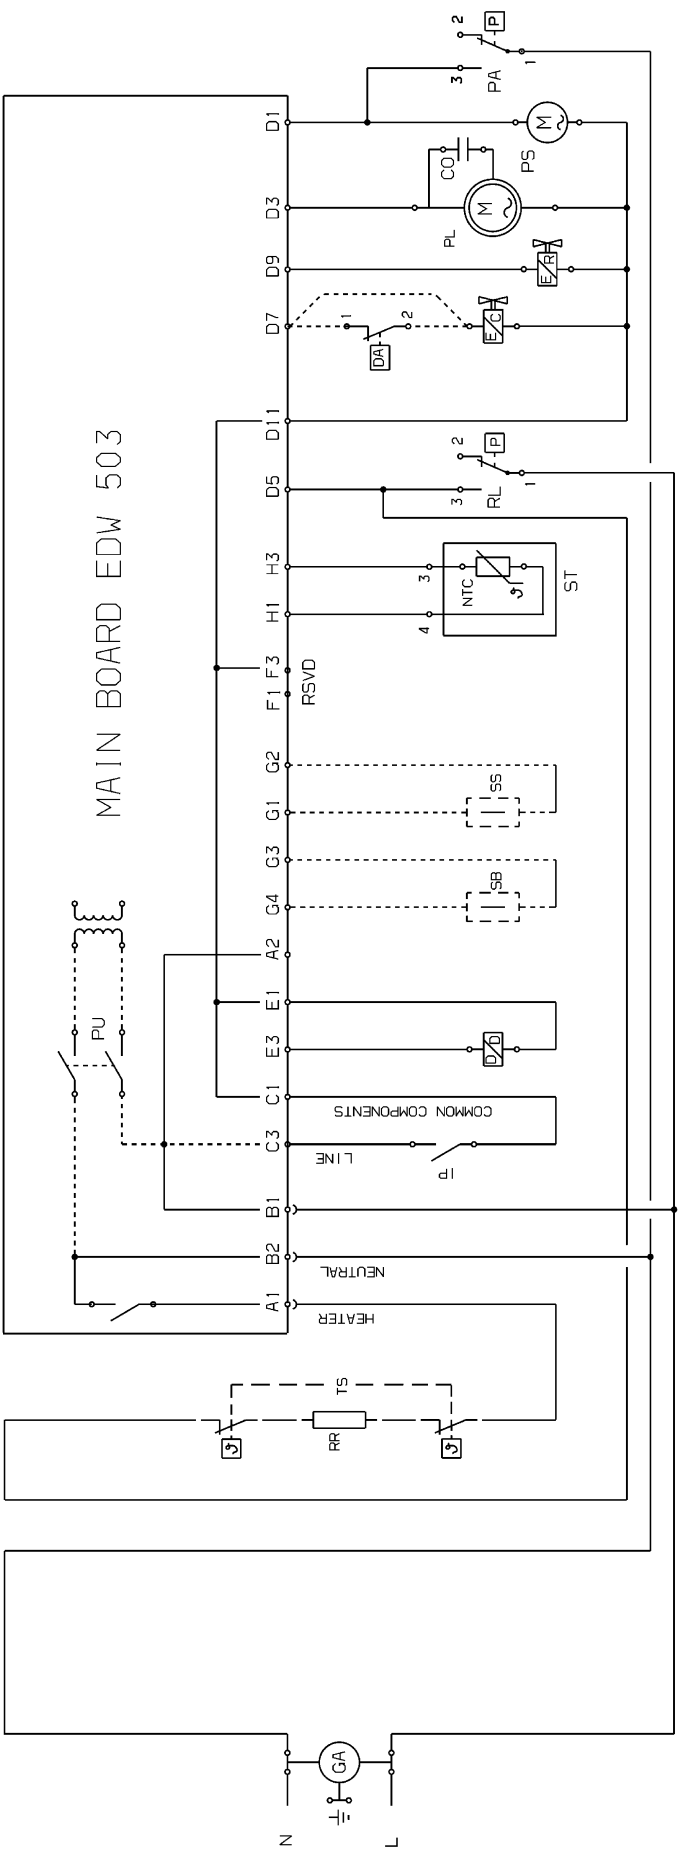 MAIN BOARD EDW 503
D1
D3
D9
D7
D11
D5
H3
H1
F3
F1
RSVD
G2
G1
G3
G4
A2
E1
E3
C1
C3
B1
B2
A1
2
P
1
3
PA
M
PS
CO
M
PL
E R
1
2
DA
E C
2
P
1
3
RL
3
NTC
4
ST
SS
SB
PU
D D
COMMON COMPONENTS
LINE
IP
NEUTRAL
HEATER
TS
RR
GA
N
L